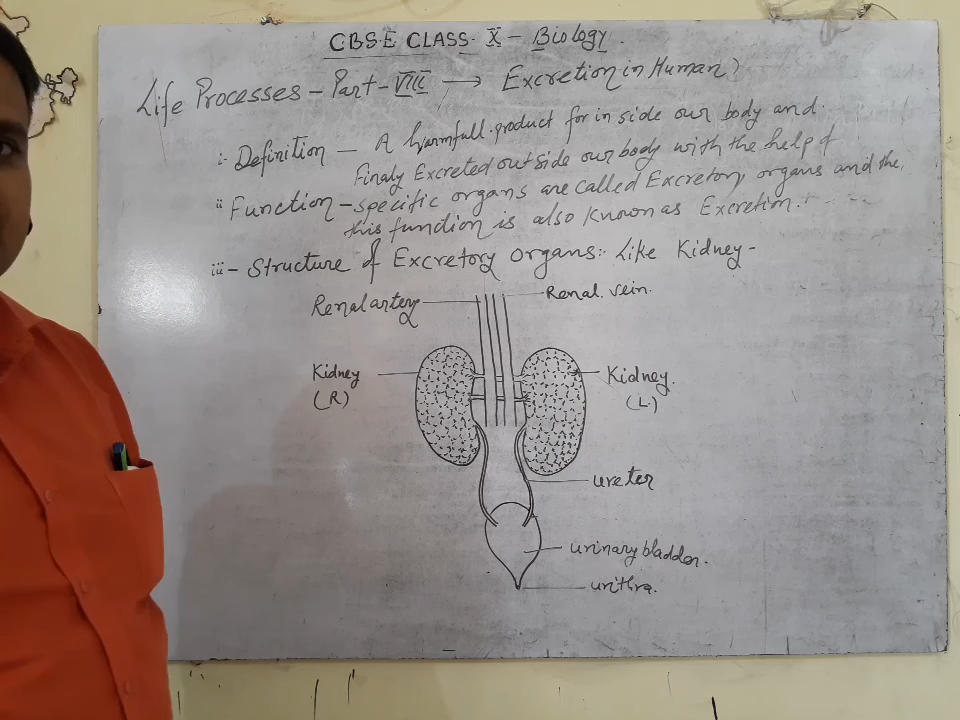 CBSE CLASS X - Biology.
Life Processes - Part - VIII → Excretion in Human?
i - Definition - A harmfull product for in side our body and
Finaly Excreted outside our body with the help of
ii Function - specific organs are called Excretory organs and the,
this function is also known as Excretion.
iii - Structure of Excretory organs:- Like Kidney -
Renal artery
Renal vein.
Kidney
(R)
Kidney.
(L)
ureter
urinary bladder.
urithra.